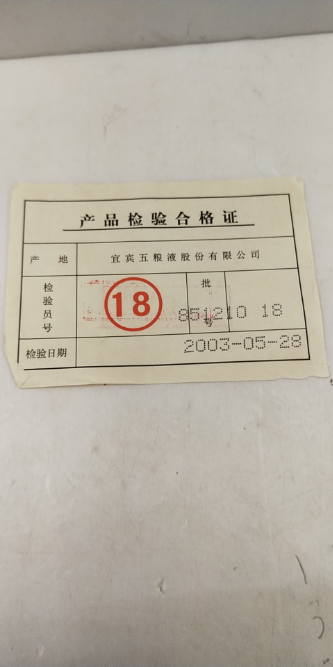 产品检验合格证
产 地 宜宾五粮液股份有限公司
检验员号 18 批号 851210 18
检验日期 2003-05-28